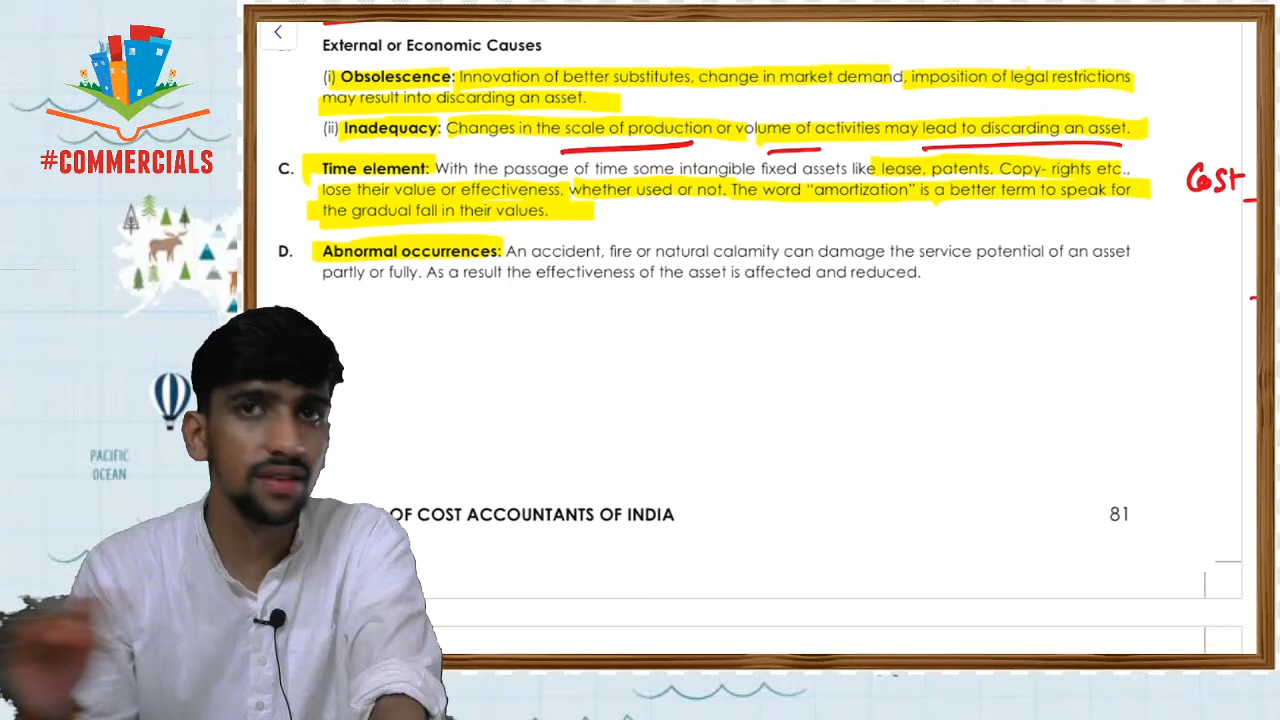 External or Economic Causes
(i) Obsolescence: Innovation of better substitutes, change in market demand, imposition of legal restrictions
may result into discarding an asset.
(ii) Inadequacy: Changes in the scale of production or volume of activities may lead to discarding an asset.
#COMMERCIALS
C. Time element: With the passage of time some intangible fixed assets like lease, patents. Copy- rights etc.,
lose their value or effectiveness, whether used or not. The word “amortization” is a better term to speak for
the gradual fall in their values.
Cost
D. Abnormal occurrences: An accident, fire or natural calamity can damage the service potential of an asset
partly or fully. As a result the effectiveness of the asset is affected and reduced.
PACIFIC
OCEAN
OF COST ACCOUNTANTS OF INDIA
81